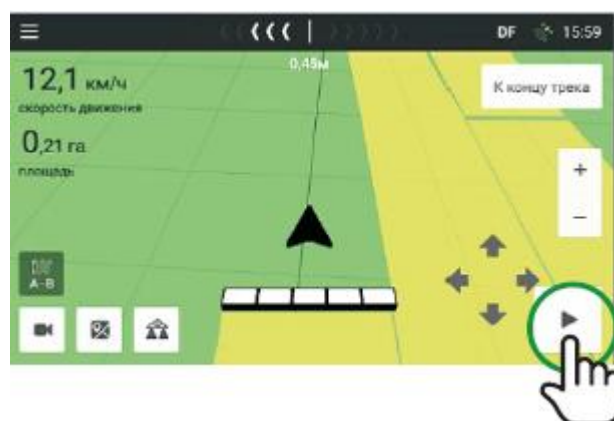 DF 15:59
0,45м
12,1 км/ч
скорость движения
К концу трека
0,21 га
площадь
+
−
A-B